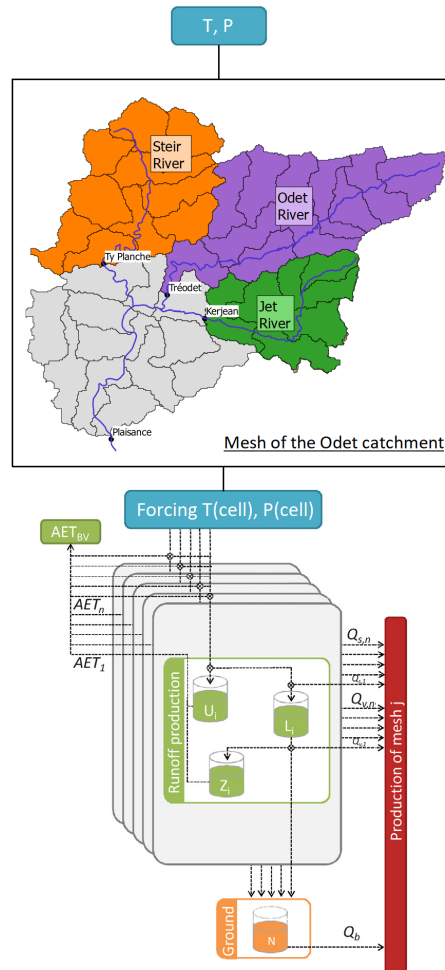 T, P
Steir
River
Odet
River
Ty Planche
Tréodet
Kerjean
Jet
River
Plaisance
Mesh of the Odet catchment
Forcing T(cell), P(cell)
AET_BV
AET_n
AET_1
Q_s,n
Q_v,n
Q_b
Runoff production
U_i
L_i
Z_i
Production of mesh j
Ground
N